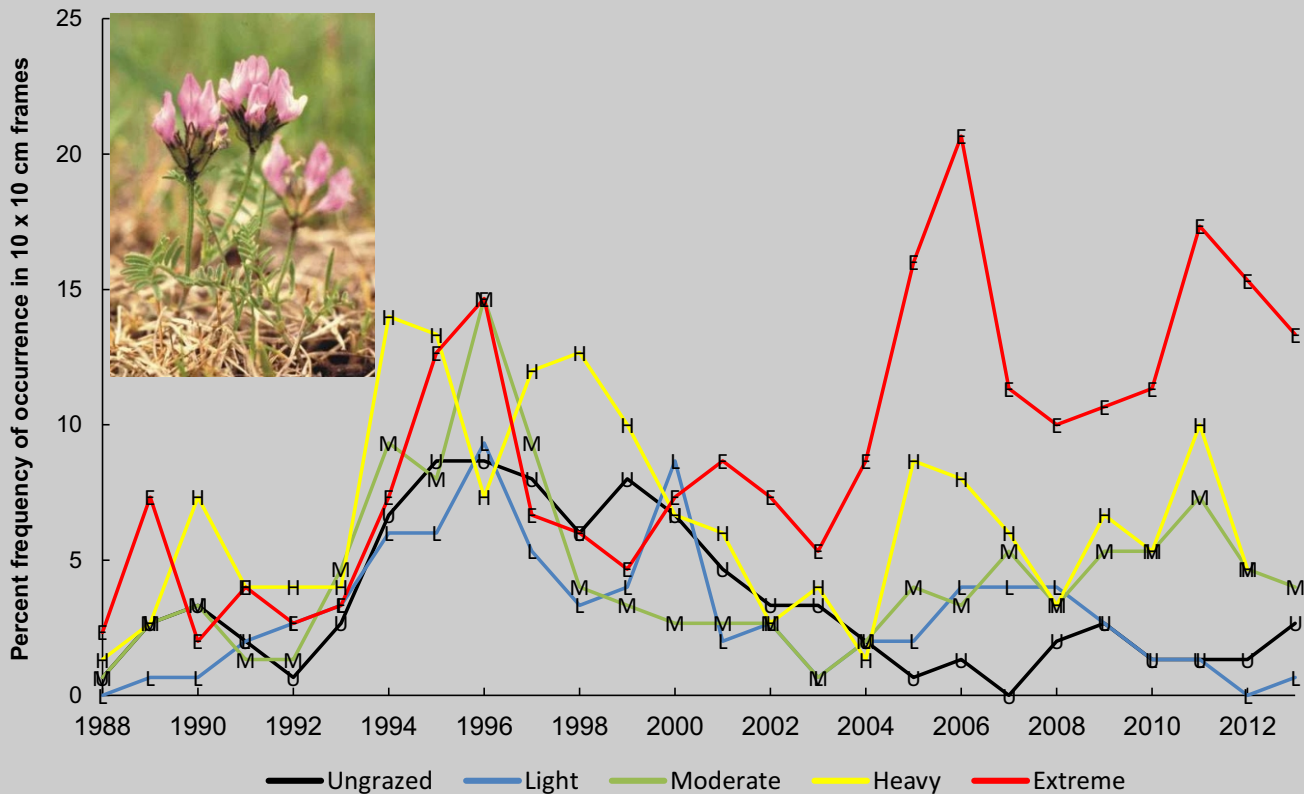 Percent frequency of occurrence in 10 x 10 cm frames
25
20
15
10
5
0
1988 1990 1992 1994 1996 1998 2000 2002 2004 2006 2008 2010 2012
Ungrazed Light Moderate Heavy Extreme